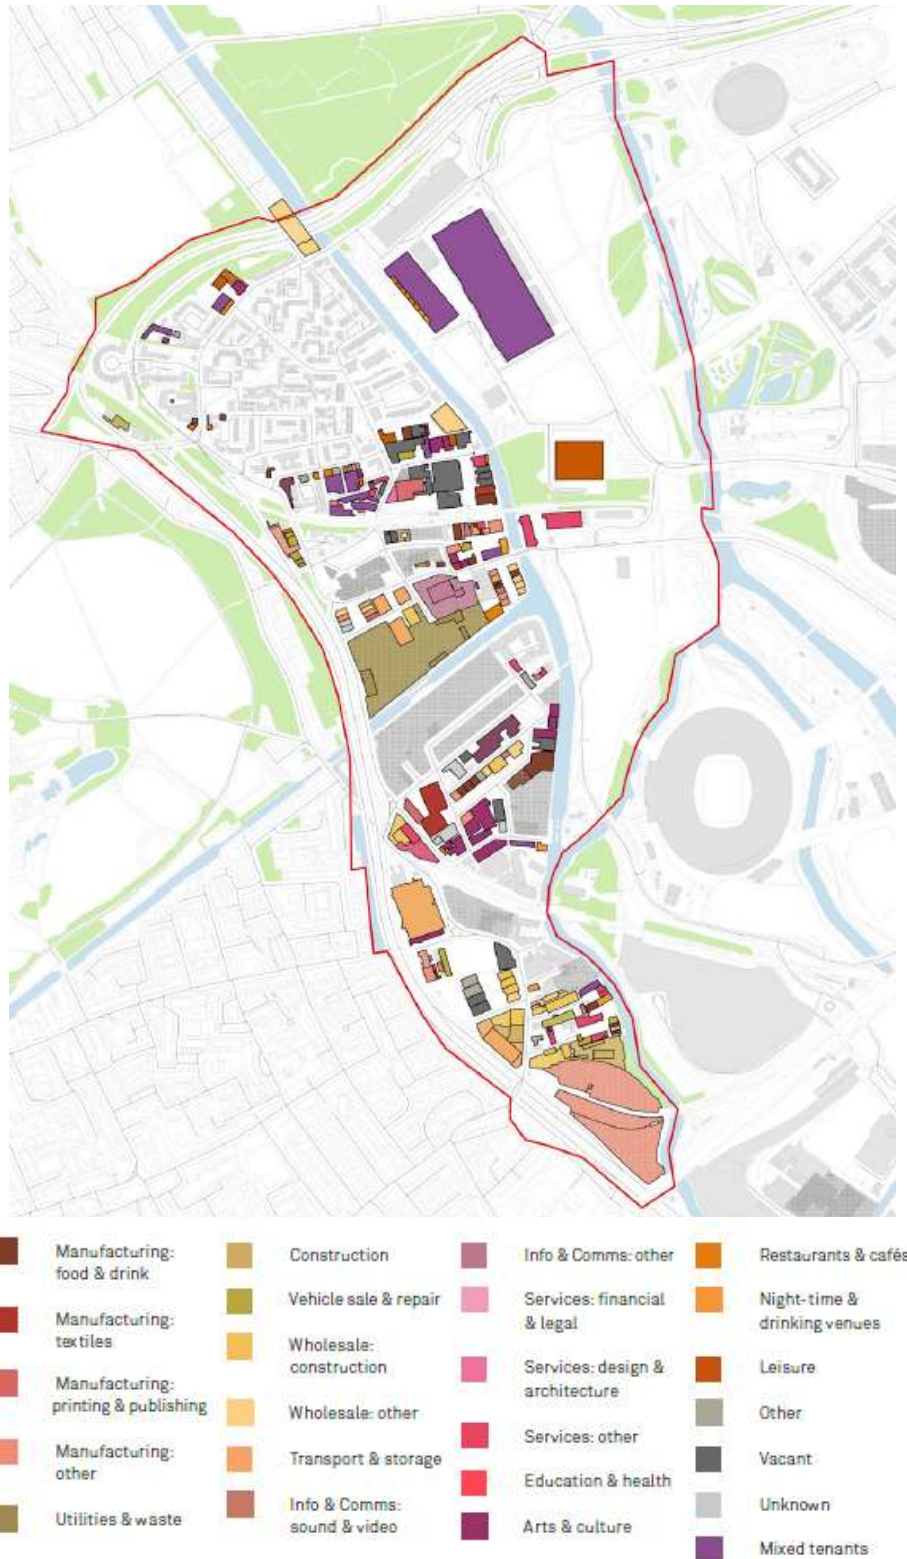 Manufacturing:
food & drink
Manufacturing:
textiles
Manufacturing:
printing & publishing
Manufacturing:
other
Utilities & waste
Construction
Vehicle sale & repair
Wholesale:
construction
Wholesale: other
Transport & storage
Info & Comms:
sound & video
Info & Comms: other
Services: financial
& legal
Services: design &
architecture
Services: other
Education & health
Arts & culture
Restaurants & cafés
Night-time &
drinking venues
Leisure
Other
Vacant
Unknown
Mixed tenants